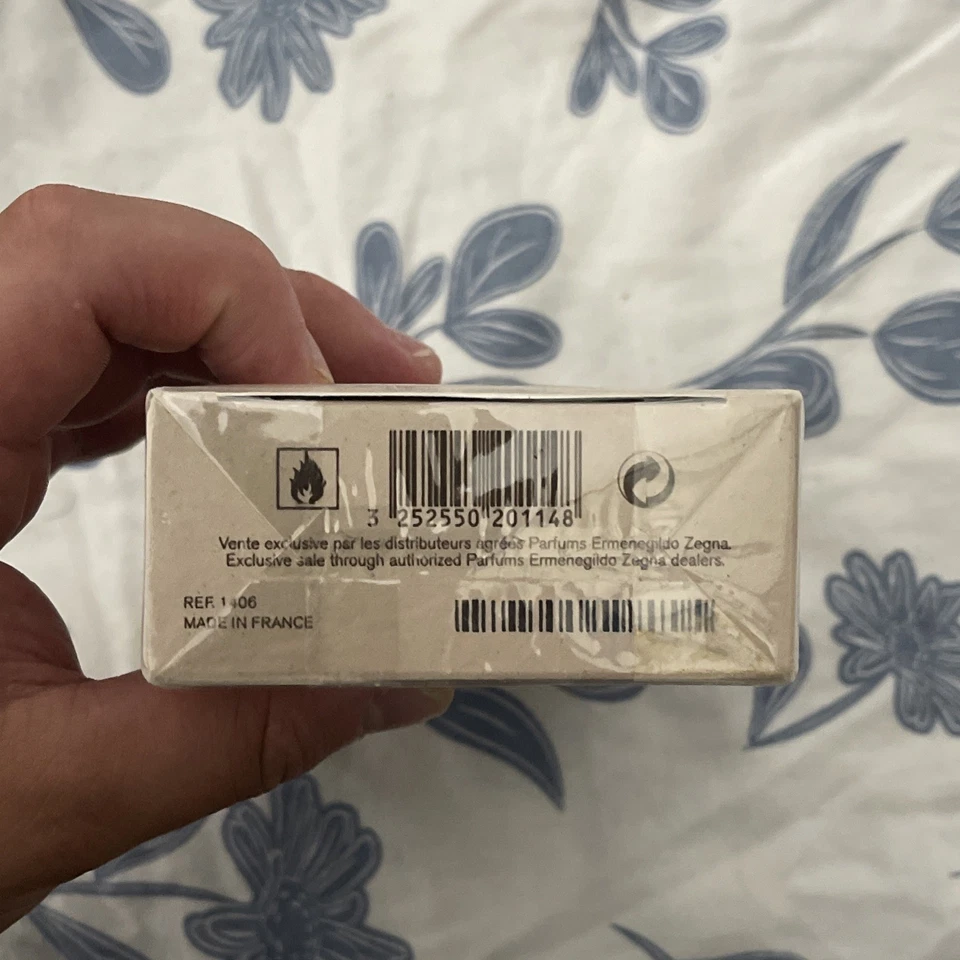 3 252550 201148
Vente exclusive par les distributeurs agréés Parfums Ermenegildo Zegna.
Exclusive sale through authorized Parfums Ermenegildo Zegna dealers.
REF. 1406
MADE IN FRANCE